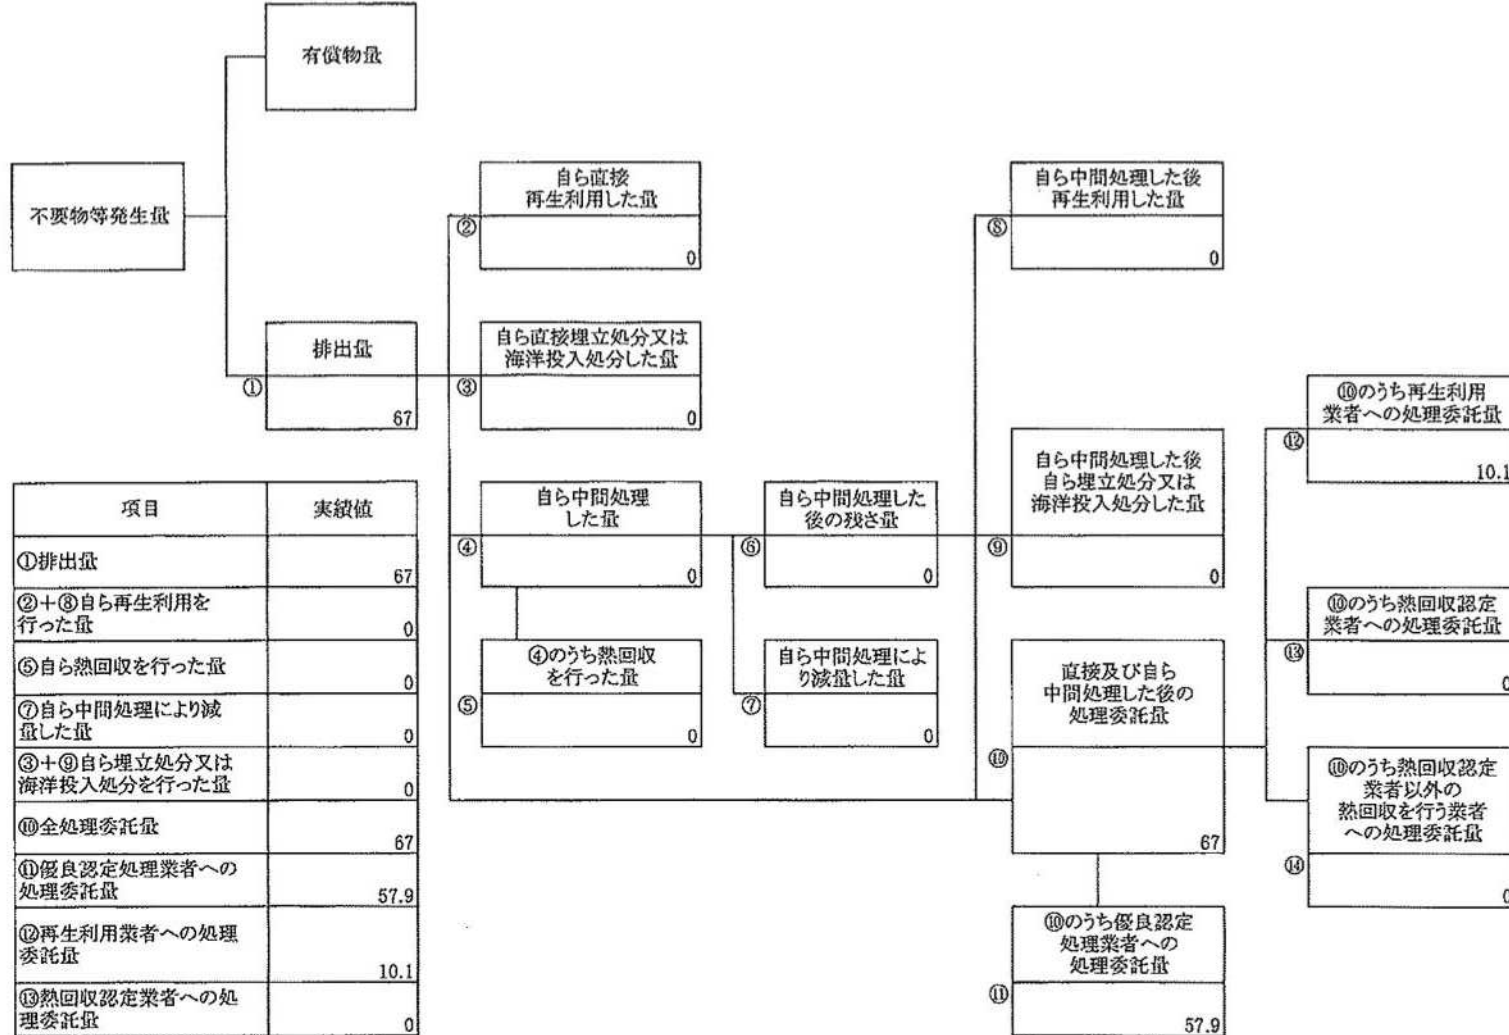 有償物量
不要物等発生量
自ら直接
再生利用した量
②
0
自ら中間処理した後
再生利用した量
⑧
0
排出量
①
67
自ら直接埋立処分又は
海洋投入処分した量
③
0
⑩のうち再生利用
業者への処理委託量
⑫
10.1
自ら中間処理
した量
④
0
自ら中間処理した
後の残さ量
⑥
0
自ら中間処理した後
自ら埋立処分又は
海洋投入処分した量
⑨
0
⑩のうち熱回収認定
業者への処理委託量
⑬
0
④のうち熱回収
を行った量
⑤
0
自ら中間処理によ
り減量した量
⑦
0
直接及び自ら
中間処理した後の
処理委託量
⑩
67
⑩のうち熱回収認定
業者以外の
熱回収を行う業者
への処理委託量
⑭
0
⑩のうち優良認定
処理業者への
処理委託量
⑪
57.9
項目 実績値
①排出量
67
②+⑧自ら再生利用を
行った量
0
⑤自ら熱回収を行った量
0
⑦自ら中間処理により減
量した量
0
③+⑨自ら埋立処分又は
海洋投入処分を行った量
0
⑩全処理委託量
67
⑪優良認定処理業者への
処理委託量
57.9
⑫再生利用業者への処理
委託量
10.1
⑬熱回収認定業者への処
理委託量
0